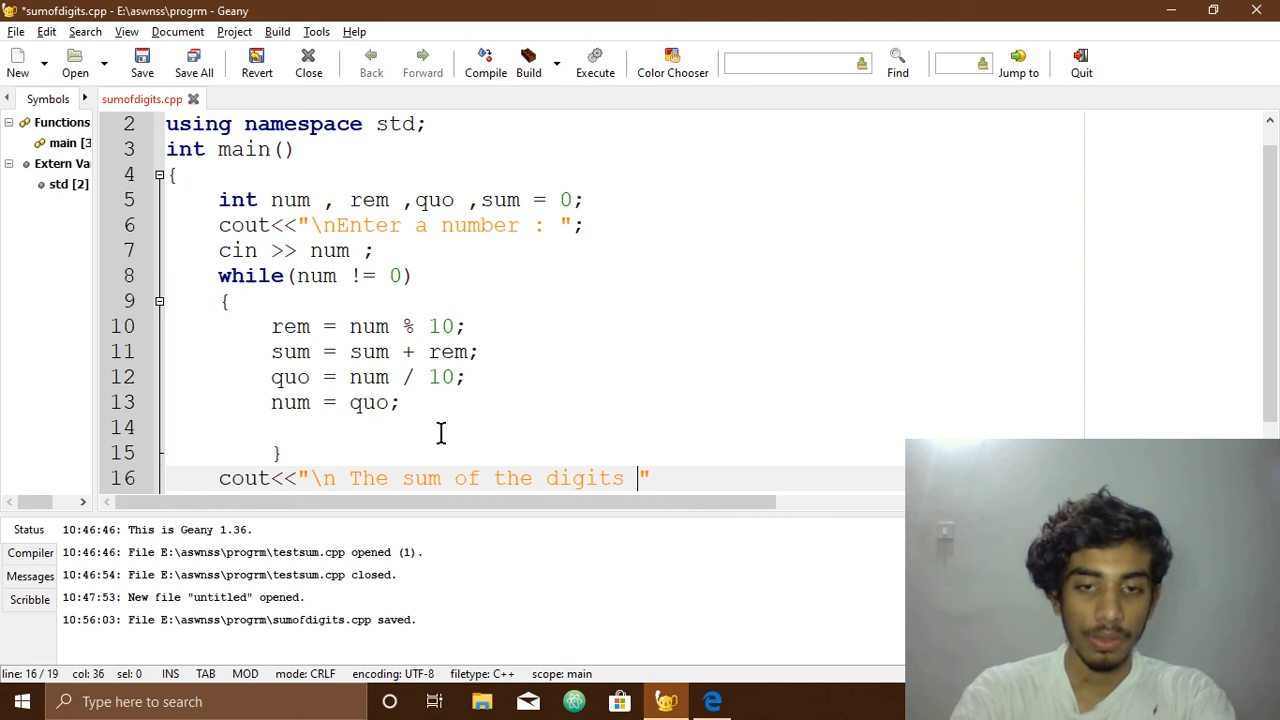 *sumofdigits.cpp - E:\aswnss\progrm - Geany
File Edit Search View Document Project Build Tools Help
New Open Save Save All Revert Close Back Forward Compile Build Execute Color Chooser Find Jump to Quit
Symbols sumofdigits.cpp
Functions
main [3
Extern Va
std [2]
2 using namespace std;
3 int main()
4 {
5 int num , rem ,quo ,sum = 0;
6 cout<<"\nEnter a number : ";
7 cin >> num ;
8 while(num != 0)
9 {
10 rem = num % 10;
11 sum = sum + rem;
12 quo = num / 10;
13 num = quo;
14
15 }
16 cout<<"\n The sum of the digits "
Status
Compiler
Messages
Scribble
10:46:46: This is Geany 1.36.
10:46:46: File E:\aswnss\progrm\testsum.cpp opened (1).
10:46:54: File E:\aswnss\progrm\testsum.cpp closed.
10:47:53: New file "untitled" opened.
10:56:03: File E:\aswnss\progrm\sumofdigits.cpp saved.
line: 16 / 19 col: 36 sel: 0 INS TAB MOD mode: CRLF encoding: UTF-8 filetype: C++ scope: main
Type here to search